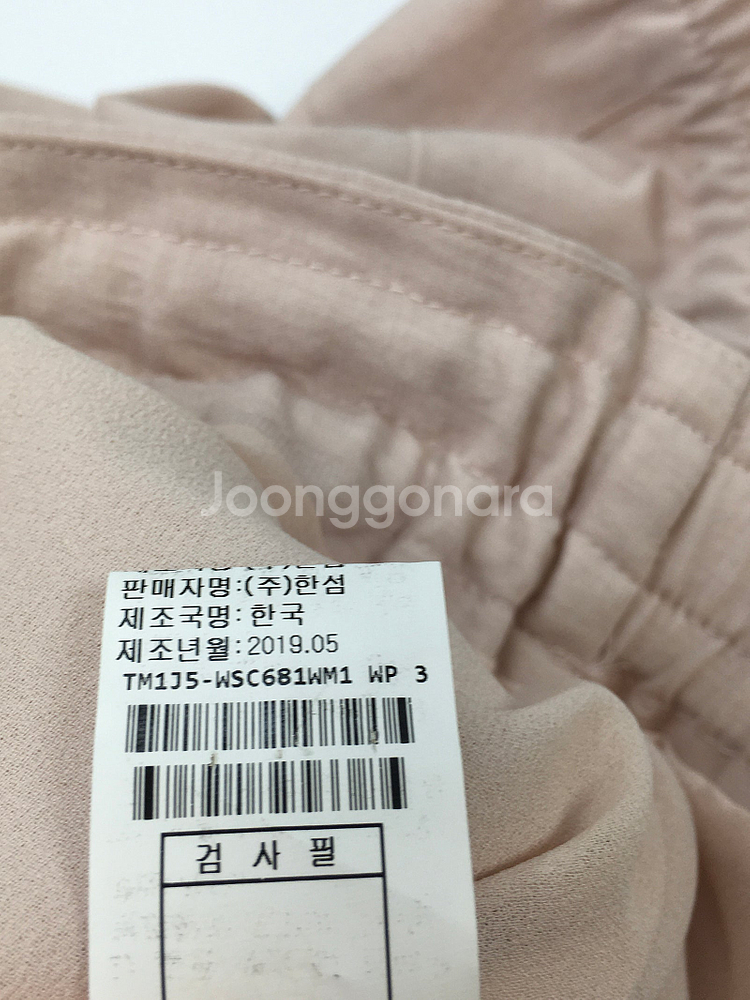 Joonggonara
판매자명:(주)한섬
제조국명: 한국
제조년월: 2019.05
TM1J5-WSC681WM1 WP 3
검 사 필